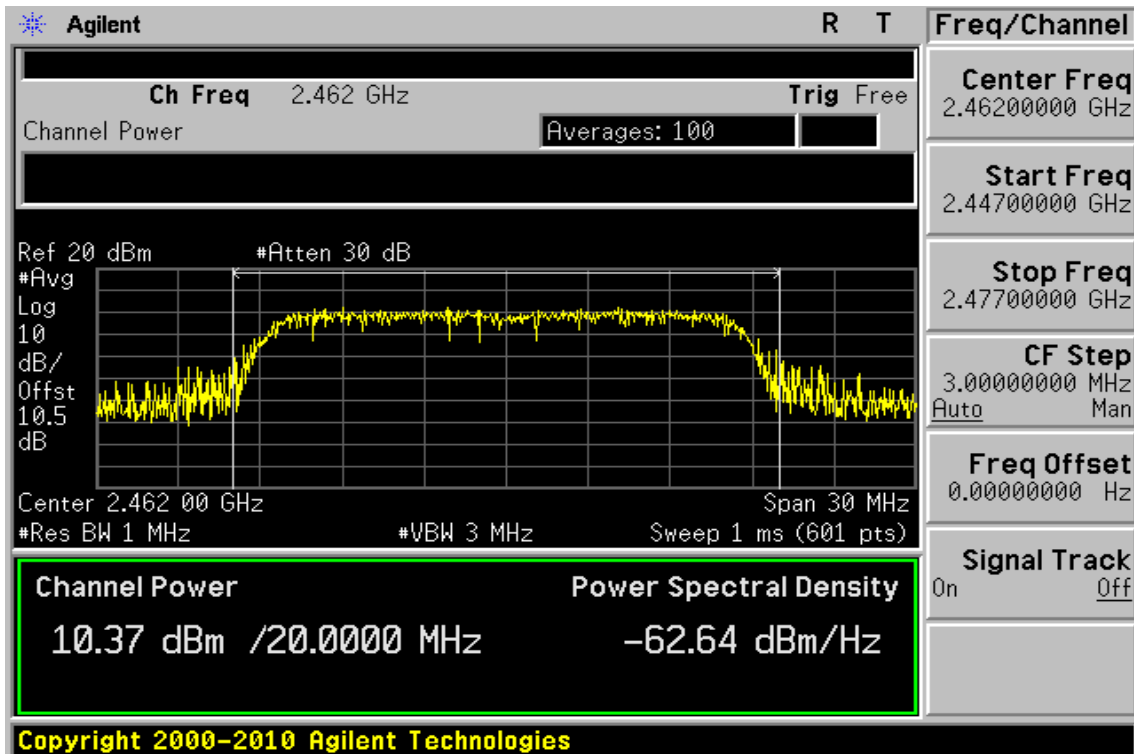 Agilent R T
Ch Freq 2.462 GHz Trig Free
Channel Power Averages: 100
Ref 20 dBm #Atten 30 dB
#Avg
Log
10
dB/
Offst
10.5
dB
Center 2.462 00 GHz Span 30 MHz
#Res BW 1 MHz #VBW 3 MHz Sweep 1 ms (601 pts)
Channel Power Power Spectral Density
10.37 dBm /20.0000 MHz -62.64 dBm/Hz
Copyright 2000-2010 Agilent Technologies
Freq/Channel
Center Freq
2.46200000 GHz
Start Freq
2.44700000 GHz
Stop Freq
2.47700000 GHz
CF Step
3.00000000 MHz
Auto Man
Freq Offset
0.00000000 Hz
Signal Track
On Off